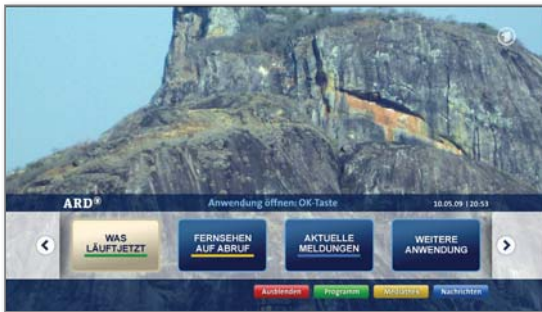 ARD
Anwendung öffnen: OK-Taste
10.05.09 | 20:53
WAS
LÄUFTJETZT
FERNSEHEN
AUF ABRUF
AKTUELLE
MELDUNGEN
WEITERE
ANWENDUNG
Ausblenden
Programm
Mediathek
Nachrichten